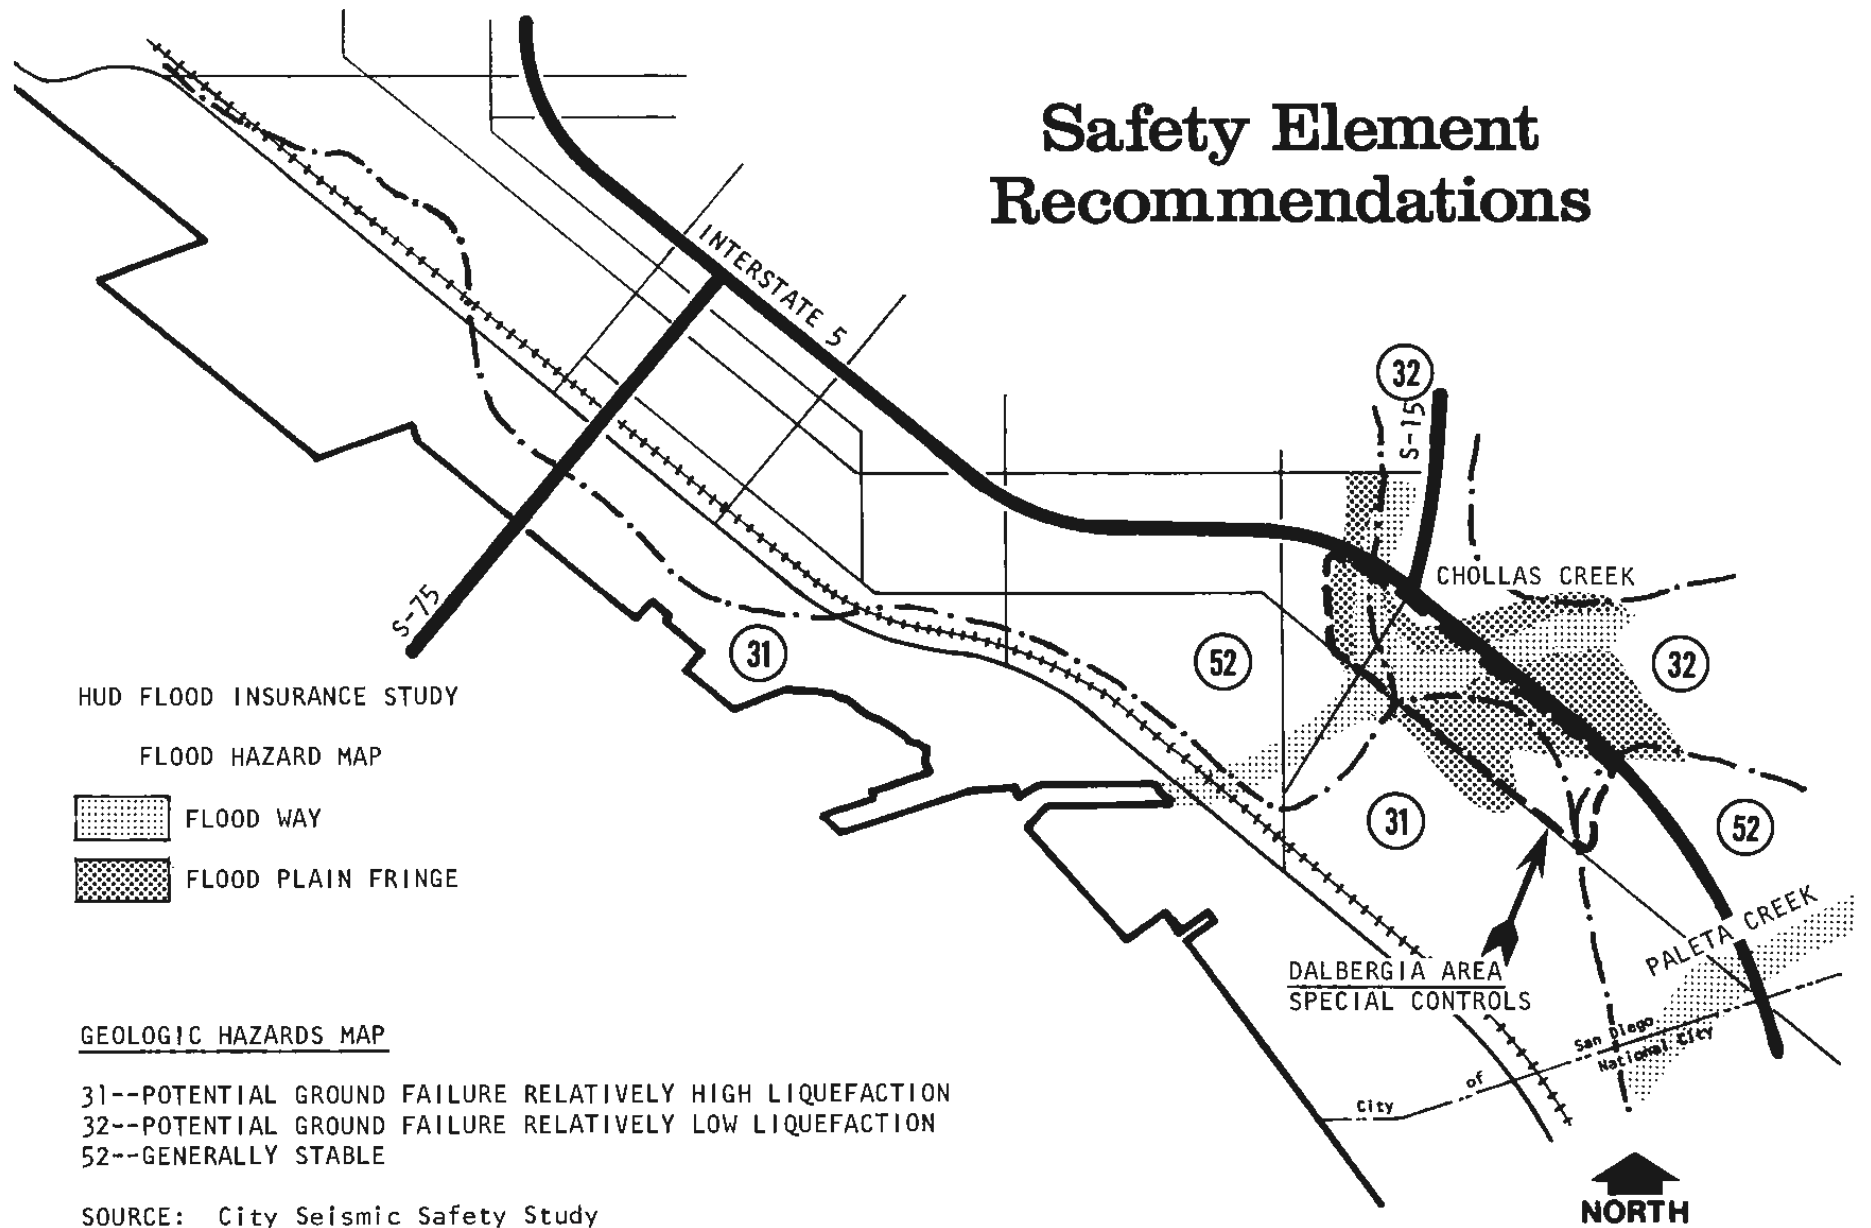 Safety Element
Recommendations
INTERSTATE 5
32
S-15
CHOLLAS CREEK
S-75
31
52
32
HUD FLOOD INSURANCE STUDY
FLOOD HAZARD MAP
FLOOD WAY
31
52
FLOOD PLAIN FRINGE
PALETA CREEK
DALBERGIA AREA
SPECIAL CONTROLS
San Diego
National City
City of
GEOLOGIC HAZARDS MAP
31--POTENTIAL GROUND FAILURE RELATIVELY HIGH LIQUEFACTION
32--POTENTIAL GROUND FAILURE RELATIVELY LOW LIQUEFACTION
52--GENERALLY STABLE
SOURCE: City Seismic Safety Study
NORTH